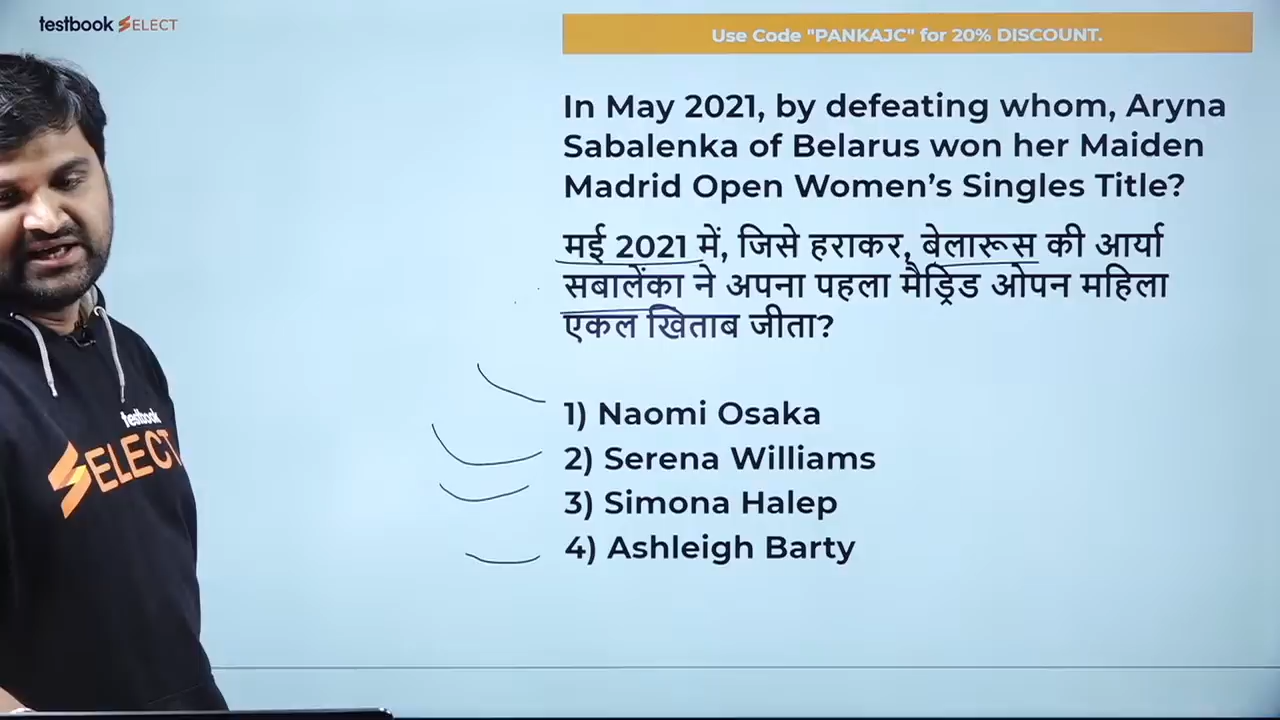 testbook SELECT
Use Code "PANKAJC" for 20% DISCOUNT.
In May 2021, by defeating whom, Aryna
Sabalenka of Belarus won her Maiden
Madrid Open Women’s Singles Title?
मई 2021 में, जिसे हराकर, बेलारूस की आर्या
सबालेंका ने अपना पहला मैड्रिड ओपन महिला
एकल खिताब जीता?
1) Naomi Osaka
2) Serena Williams
3) Simona Halep
4) Ashleigh Barty
testbook
SELECT